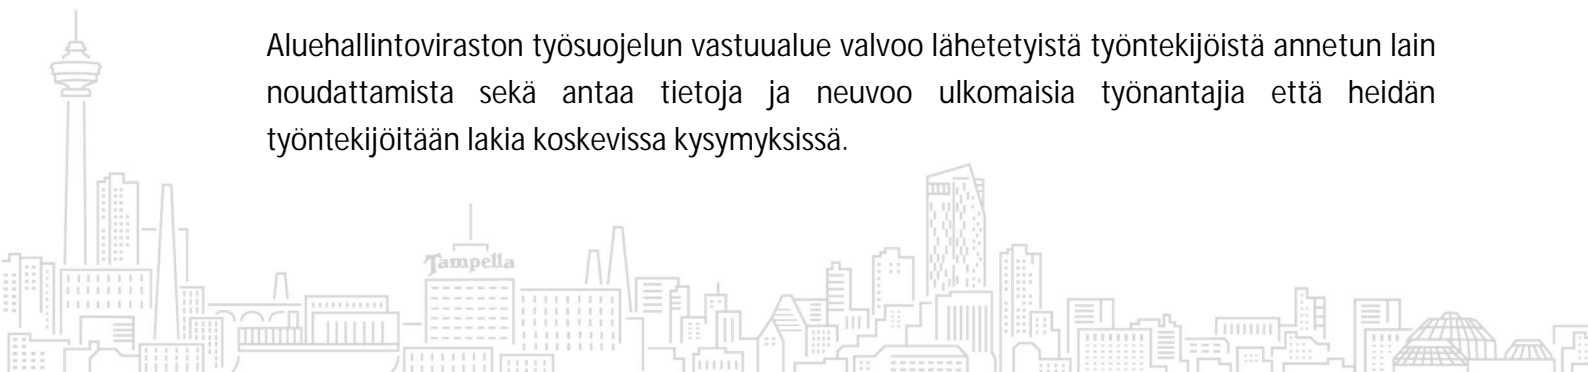 Aluehallintoviraston työsuojelun vastuualue valvoo lähetetyistä työntekijöistä annetun lain
noudattamista sekä antaa tietoja ja neuvoo ulkomaisia työnantajia että heidän
työntekijöitään lakia koskevissa kysymyksissä.
Tampella